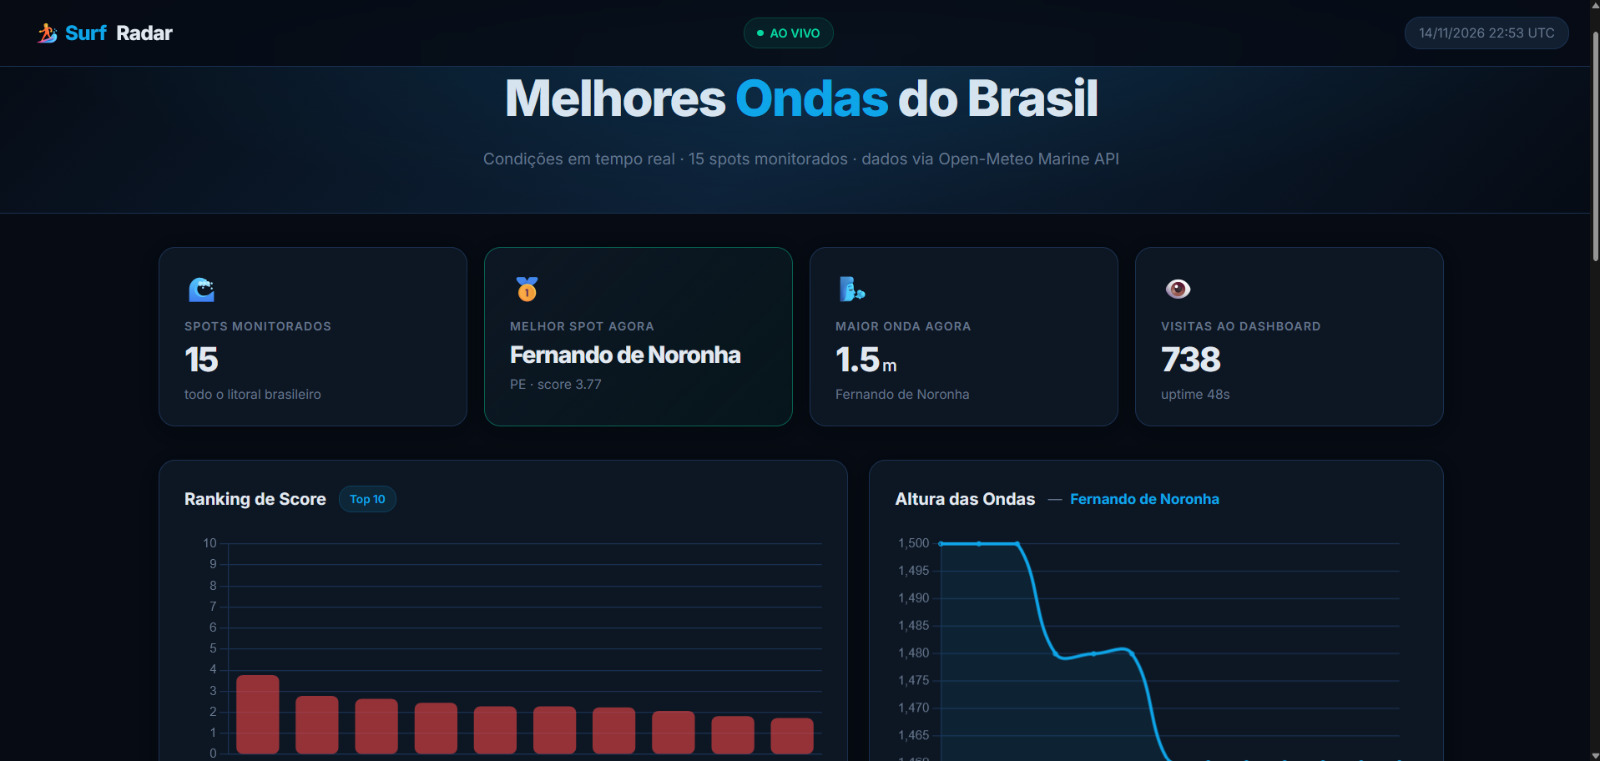 Surf Radar
AO VIVO
14/11/2026 22:53 UTC
Melhores Ondas do Brasil
Condições em tempo real · 15 spots monitorados · dados via Open-Meteo Marine API
SPOTS MONITORADOS
15
todo o litoral brasileiro
1
MELHOR SPOT AGORA
Fernando de Noronha
PE · score 3.77
MAIOR ONDA AGORA
1.5 m
Fernando de Noronha
VISITAS AO DASHBOARD
738
uptime 48s
Ranking de Score Top 10
10
9
8
7
6
5
4
3
2
1
0
Altura das Ondas — Fernando de Noronha
1,500
1,495
1,490
1,485
1,480
1,475
1,470
1,465